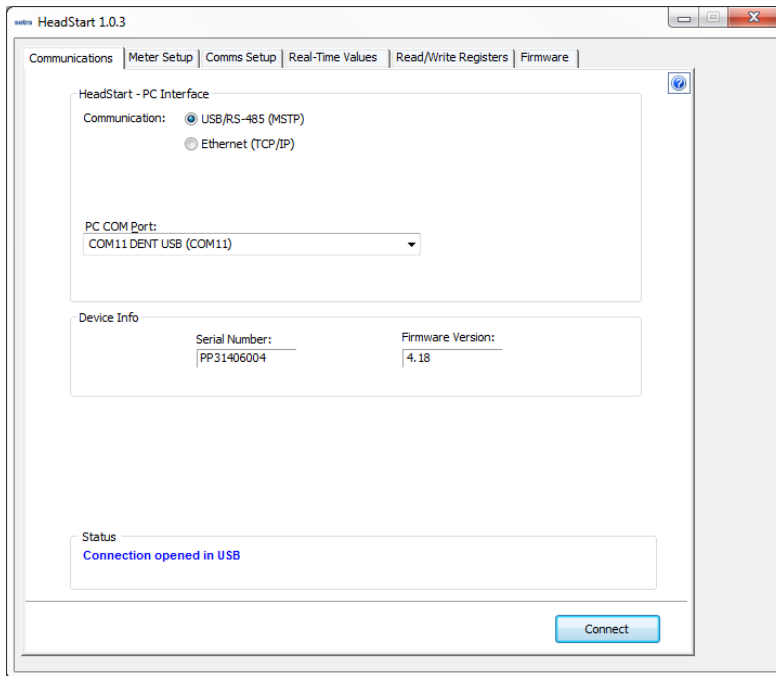 setra HeadStart 1.0.3
Communications Meter Setup Comms Setup Real-Time Values Read/Write Registers Firmware
HeadStart - PC Interface
Communication: USB/RS-485 (MSTP)
Ethernet (TCP/IP)
PC COM Port:
COM11 DENT USB (COM11)
Device Info
Serial Number: Firmware Version:
PP31406004 4.18
Status
Connection opened in USB
Connect